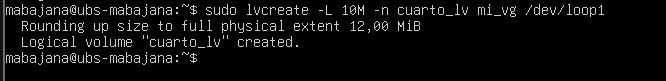 mabajana@ubs-mabajana:~$ sudo lvcreate -L 10M -n cuarto_lv mi_vg /dev/loop1
  Rounding up size to full physical extent 12,00 MiB
  Logical volume "cuarto_lv" created.
mabajana@ubs-mabajana:~$